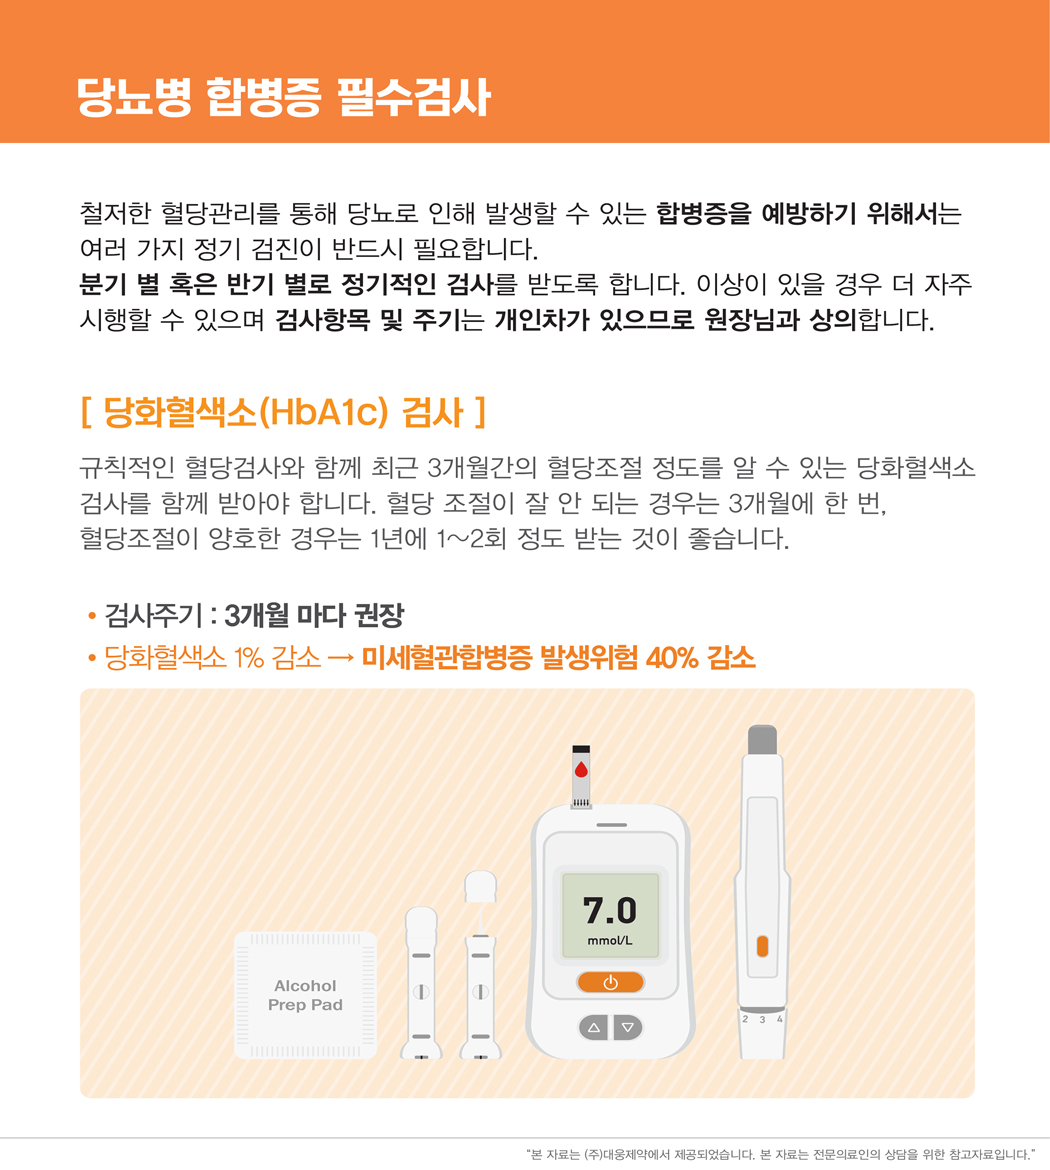 당뇨병 합병증 필수검사
철저한 혈당관리를 통해 당뇨로 인해 발생할 수 있는 합병증을 예방하기 위해서는
여러 가지 정기 검진이 반드시 필요합니다.
분기 별 혹은 반기 별로 정기적인 검사를 받도록 합니다. 이상이 있을 경우 더 자주
시행할 수 있으며 검사항목 및 주기는 개인차가 있으므로 원장님과 상의합니다.
[ 당화혈색소(HbA1c) 검사 ]
규칙적인 혈당검사와 함께 최근 3개월간의 혈당조절 정도를 알 수 있는 당화혈색소
검사를 함께 받아야 합니다. 혈당 조절이 잘 안 되는 경우는 3개월에 한 번,
혈당조절이 양호한 경우는 1년에 1~2회 정도 받는 것이 좋습니다.
• 검사주기 : 3개월 마다 권장
• 당화혈색소 1% 감소 → 미세혈관합병증 발생위험 40% 감소
7.0
mmol/L
Alcohol
Prep Pad
2 3 4
“본 자료는 (주)대웅제약에서 제공되었습니다. 본 자료는 전문의료인의 상담을 위한 참고자료입니다.”